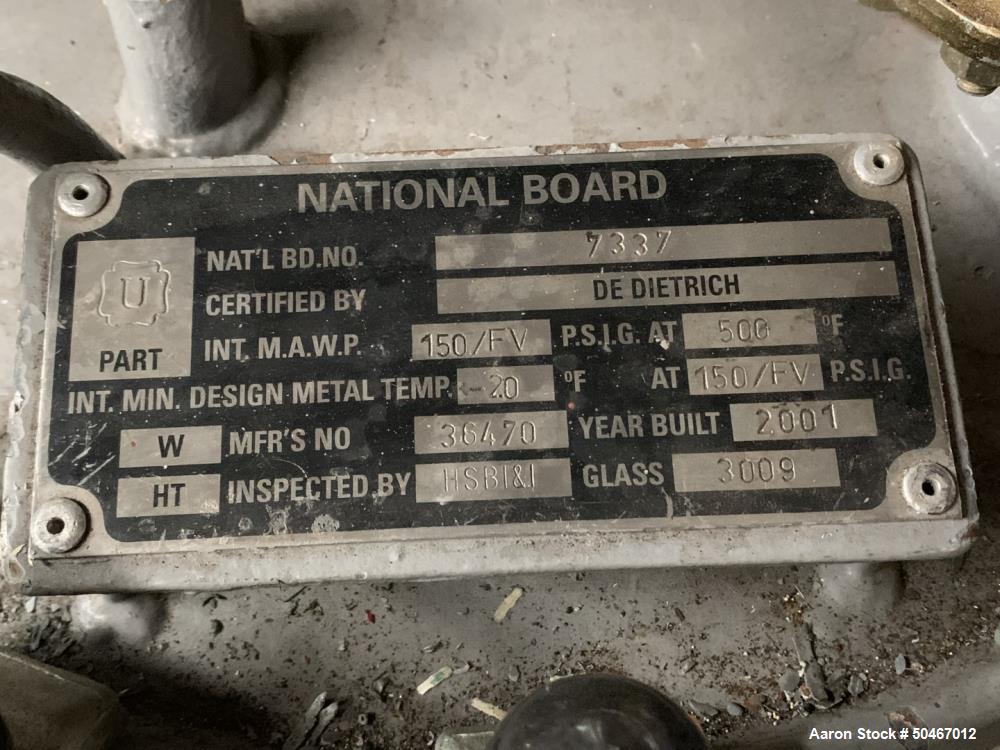 NATIONAL BOARD
NAT'L BD.NO. 7337
U CERTIFIED BY DE DIETRICH
PART INT. M.A.W.P. 150/FV P.S.I.G. AT 500 ºF
INT. MIN. DESIGN METAL TEMP. -20 ºF AT 150/FV P.S.I.G.
W MFR'S NO 36470 YEAR BUILT 2001
HT INSPECTED BY HSBI&I GLASS 3009
Aaron Stock # 50467012